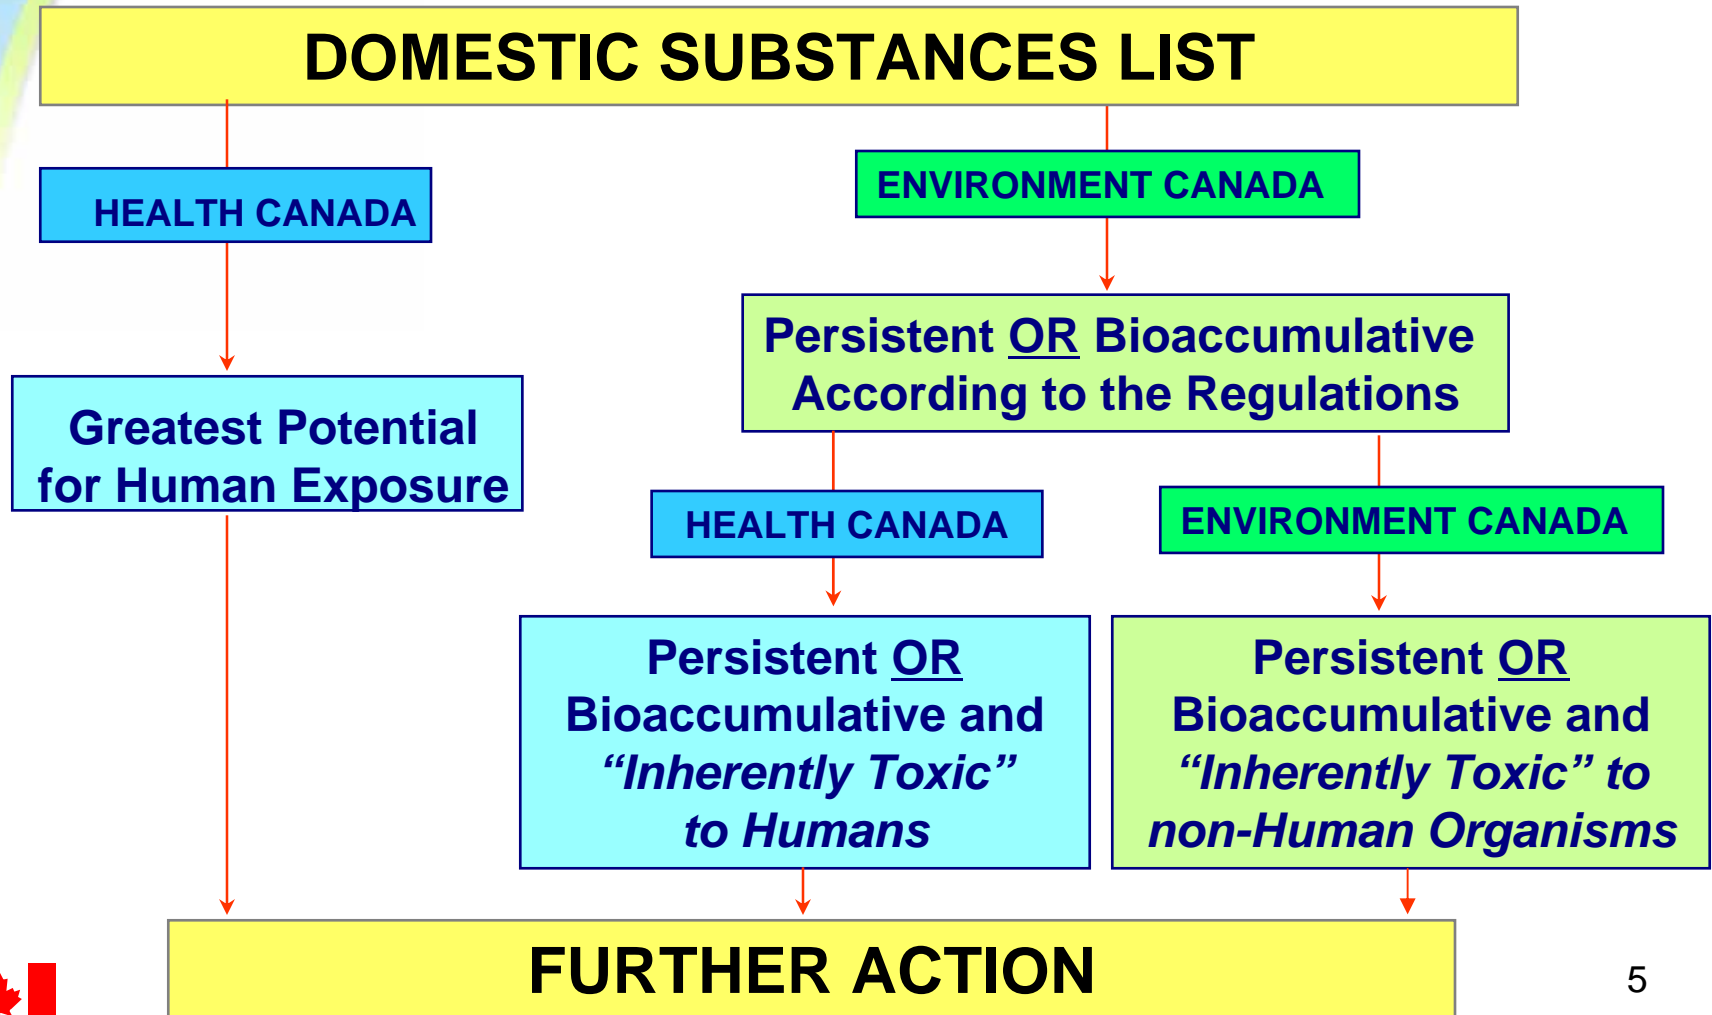 DOMESTIC SUBSTANCES LIST
HEALTH CANADA
ENVIRONMENT CANADA
Persistent OR Bioaccumulative
According to the Regulations
Greatest Potential
for Human Exposure
HEALTH CANADA
ENVIRONMENT CANADA
Persistent OR
Bioaccumulative and
“Inherently Toxic”
to Humans
Persistent OR
Bioaccumulative and
“Inherently Toxic” to
non-Human Organisms
FURTHER ACTION
5